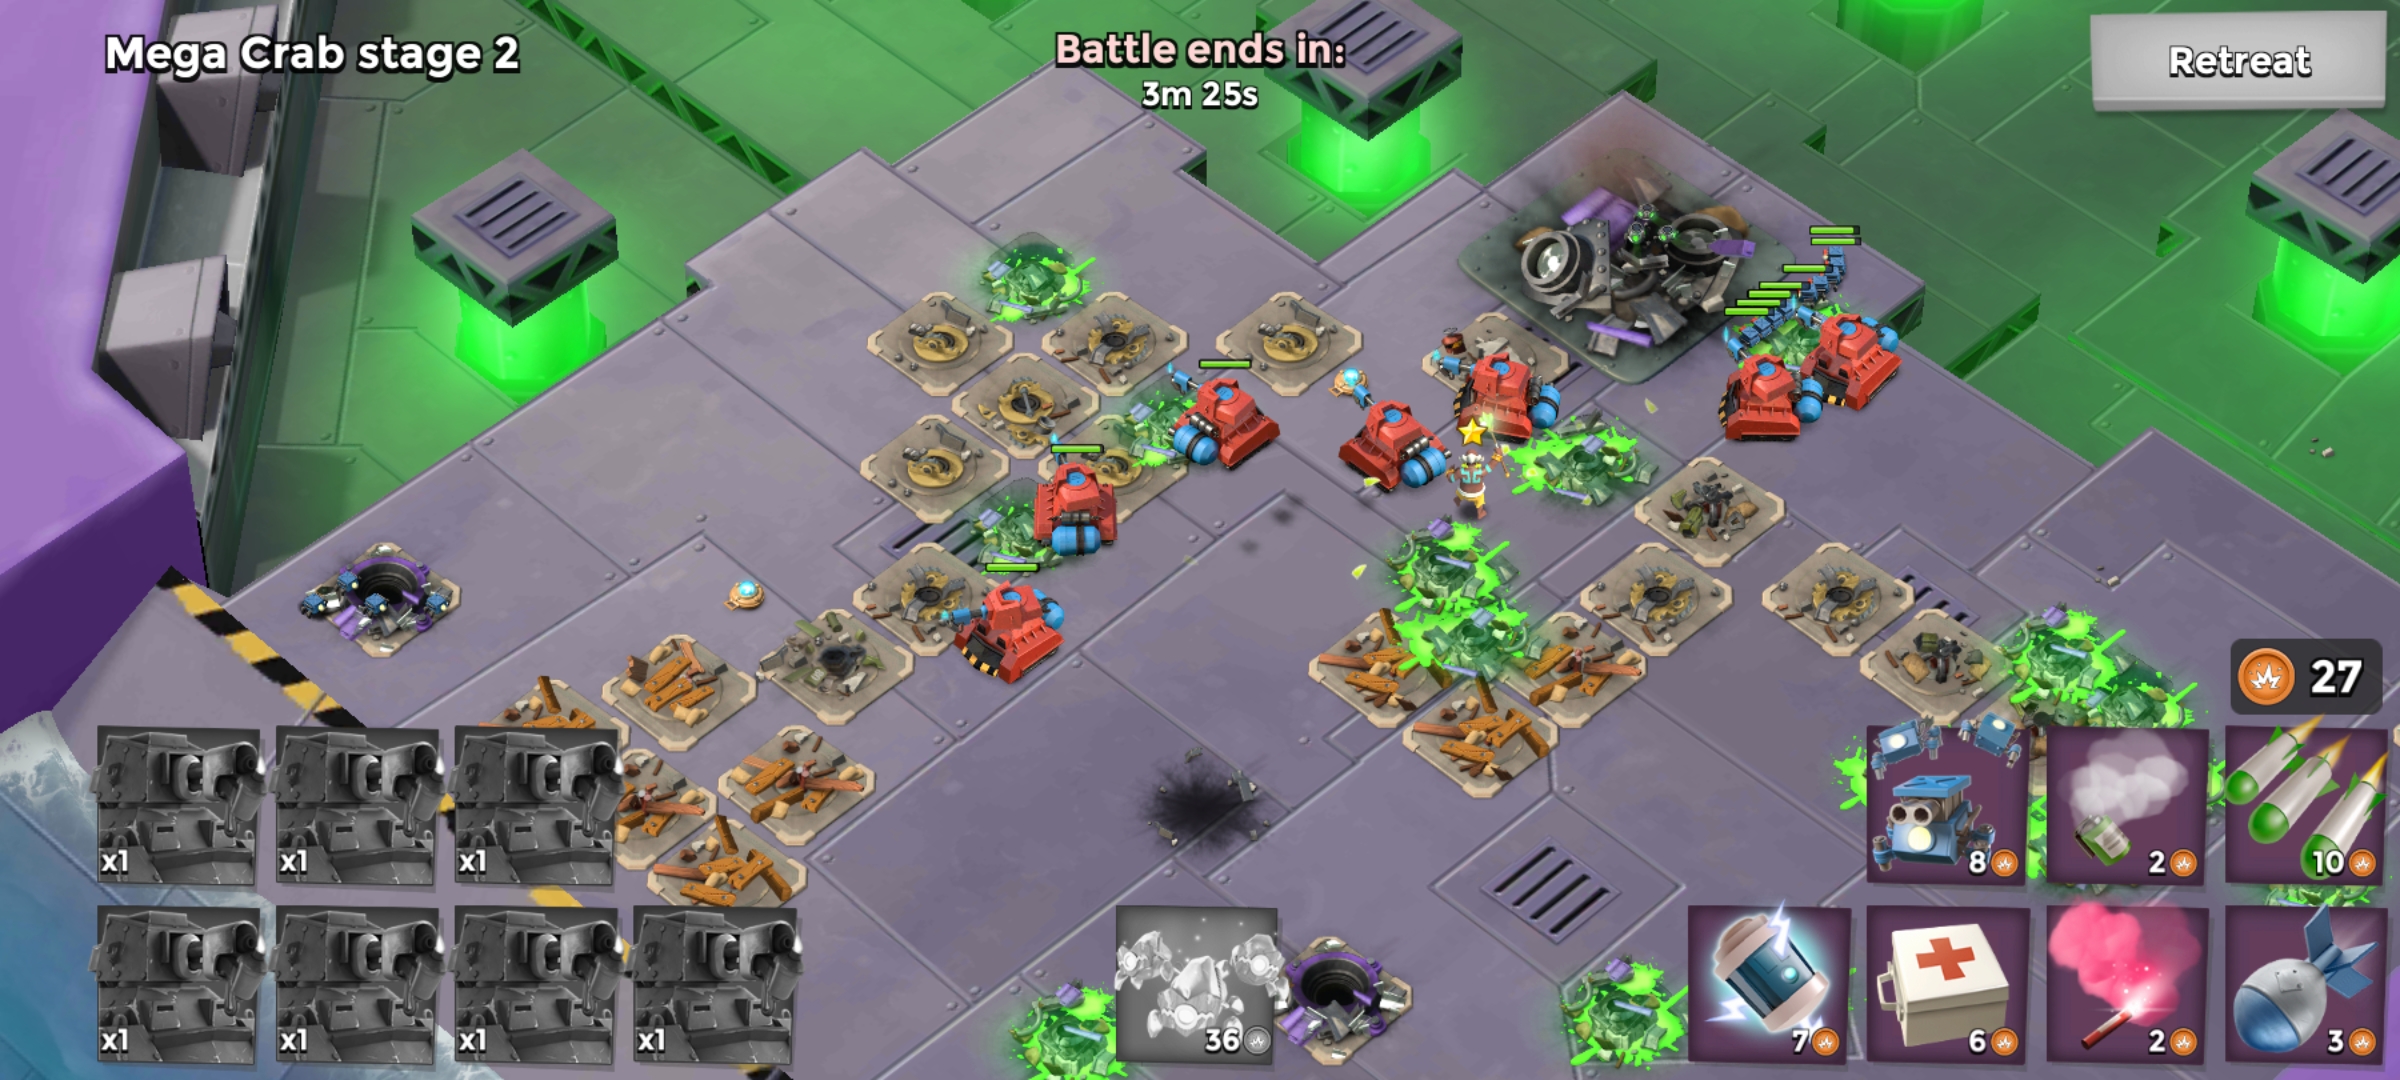 Mega Crab stage 2
Battle ends in:
3m 25s
Retreat
27
x1
x1
x1
8
2
10
x1
x1
x1
x1
36
7
6
2
3